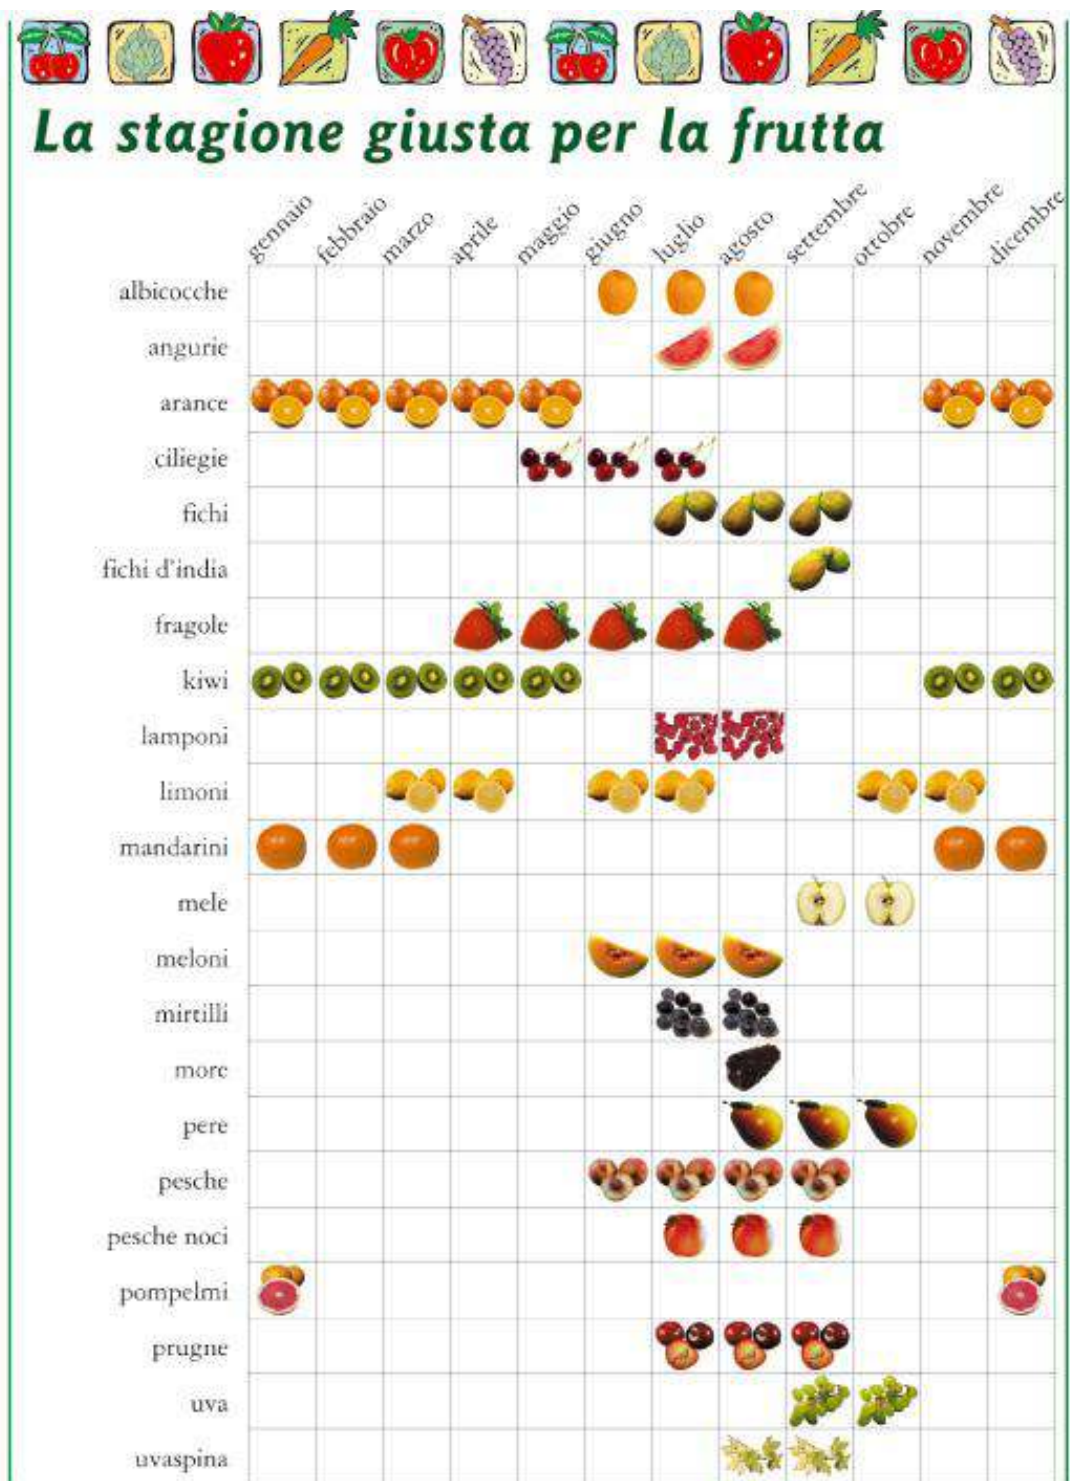 La stagione giusta per la frutta
gennaio febbraio marzo aprile maggio giugno luglio agosto settembre ottobre novembre dicembre
albicocche
angurie
arance
ciliegie
fichi
fichi d'india
fragole
kiwi
lamponi
limoni
mandarini
mele
meloni
mirtilli
more
pere
pesche
pesche noci
pompelmi
prugne
uva
uvaspina